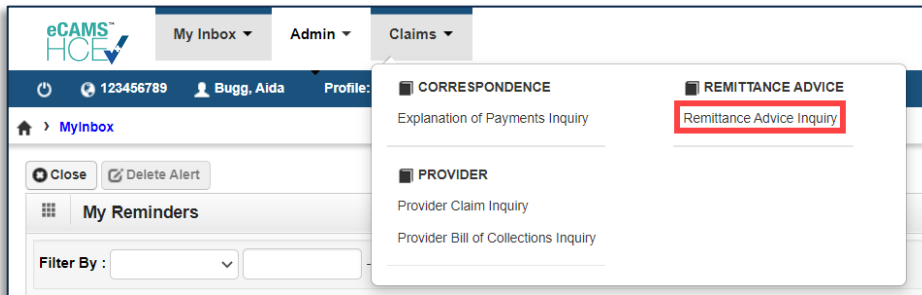 eCAMS™
HCE
My Inbox
Admin
Claims
123456789
Bugg, Aida
Profile:
MyInbox
Close
Delete Alert
My Reminders
Filter By :
CORRESPONDENCE
Explanation of Payments Inquiry
PROVIDER
Provider Claim Inquiry
Provider Bill of Collections Inquiry
REMITTANCE ADVICE
Remittance Advice Inquiry